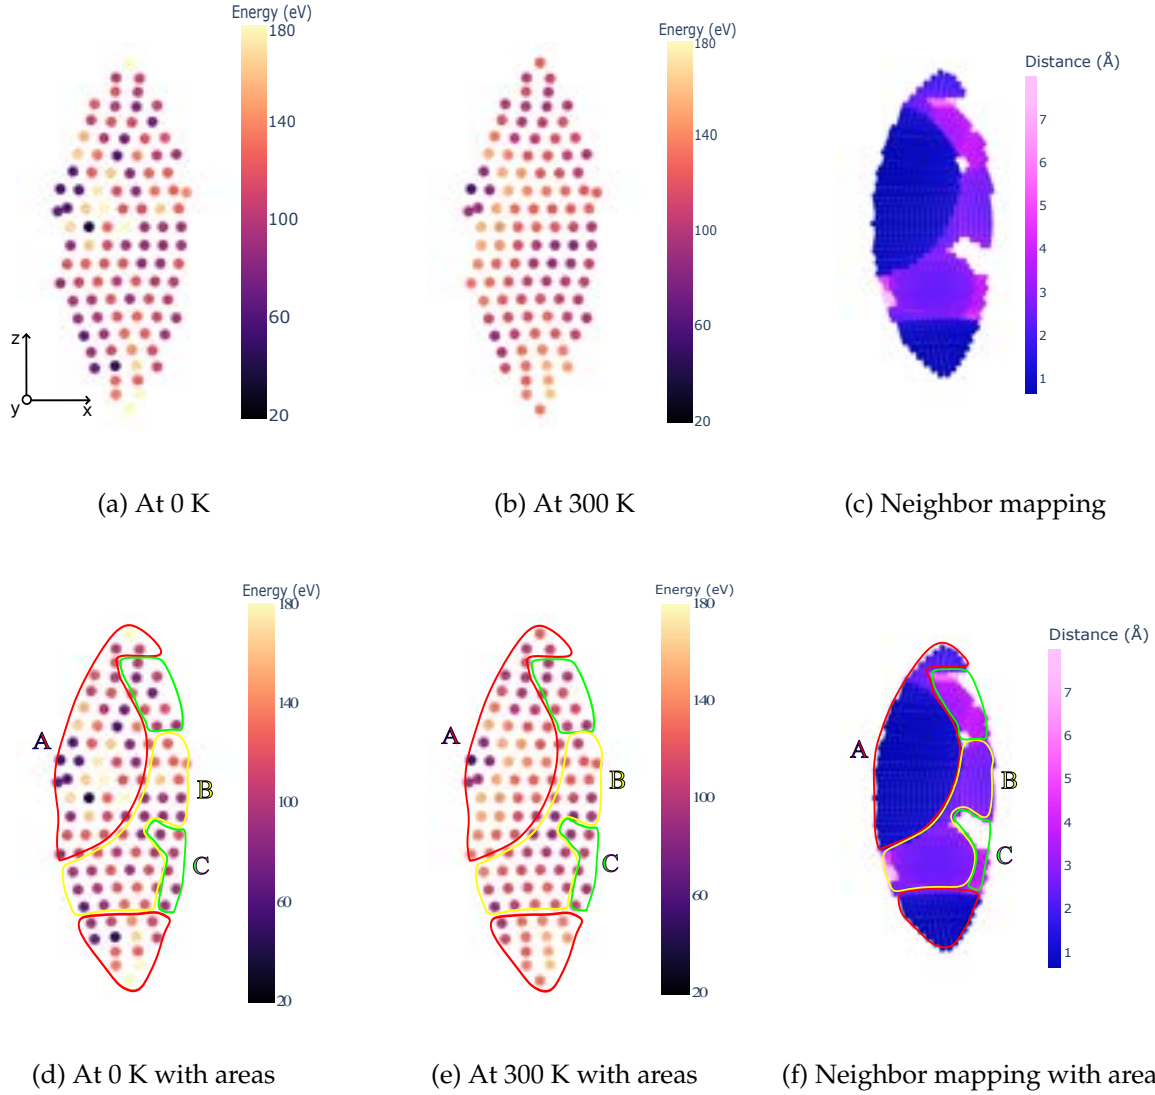 Energy (eV)
180
140
100
60
20
z
y
x
Energy (eV)
180
140
100
60
20
Distance (Å)
7
6
5
4
3
2
1
(a) At 0 K
(b) At 300 K
(c) Neighbor mapping
Energy (eV)
180
140
100
60
20
A
B
C
Energy (eV)
180
140
100
60
20
A
B
C
Distance (Å)
7
6
5
4
3
2
1
A
B
C
(d) At 0 K with areas
(e) At 300 K with areas
(f) Neighbor mapping with area